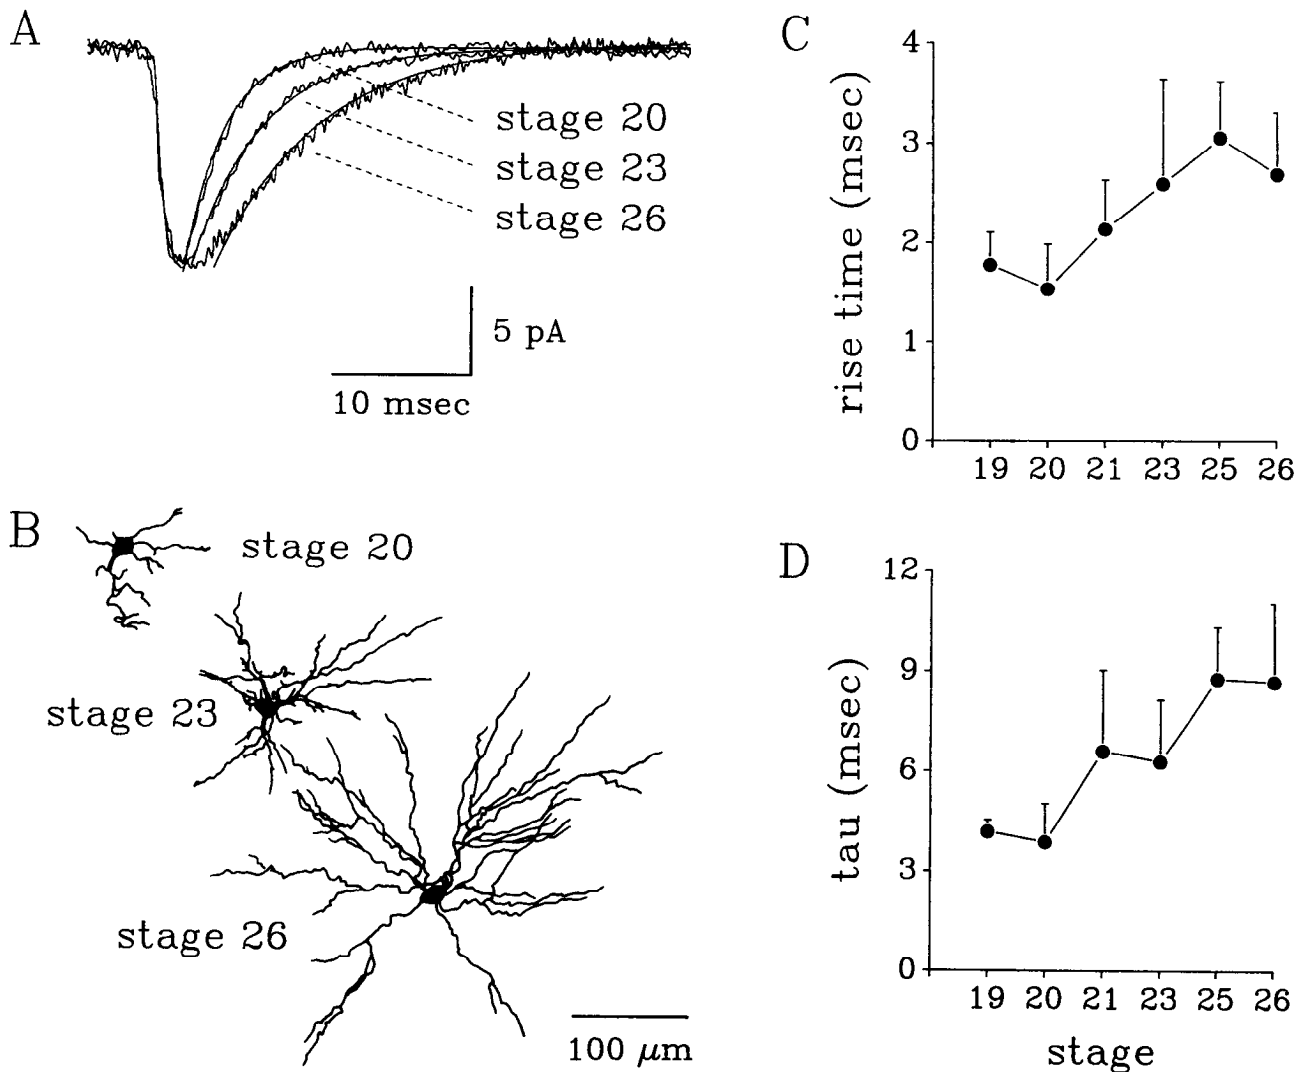 A
stage 20
stage 23
stage 26
5 pA
10 msec
B
stage 20
stage 23
stage 26
100 μm
C
rise time (msec)
4
3
2
1
0
19 20 21 23 25 26
D
tau (msec)
12
9
6
3
0
19 20 21 23 25 26
stage